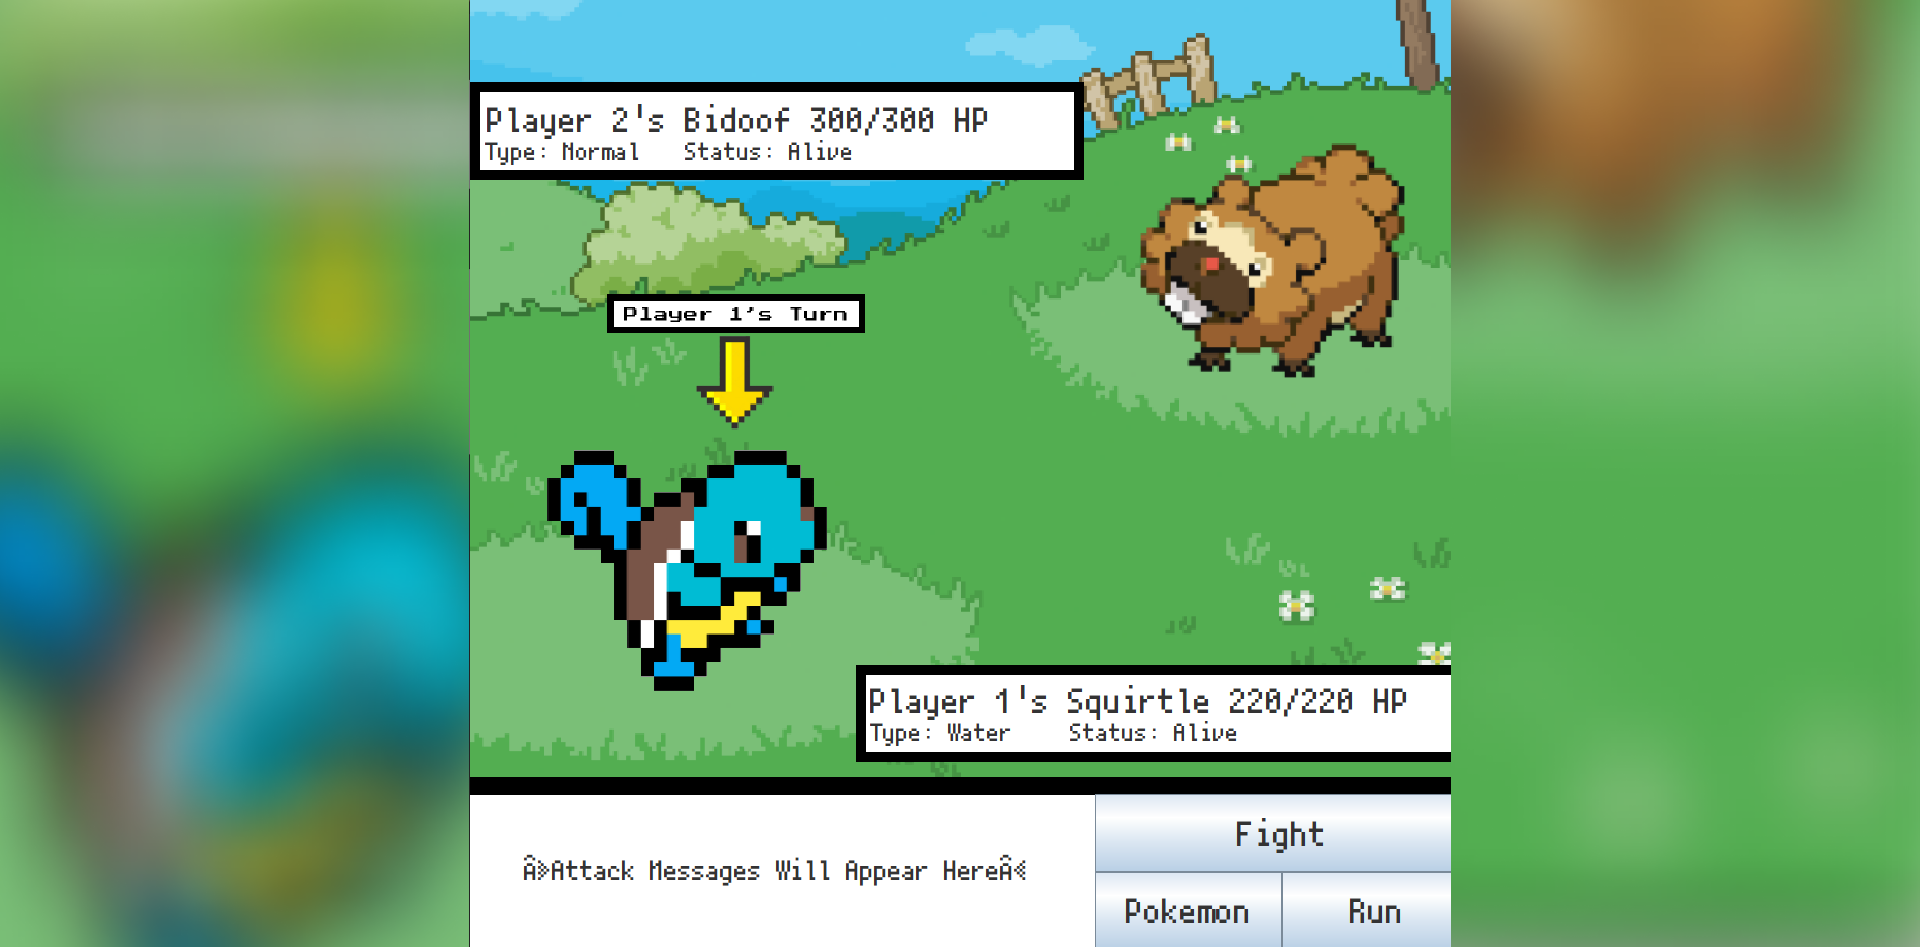 Player 2's Bidoof 300/300 HP
Type: Normal Status: Alive
Player 1's Turn
Player 1's Squirtle 220/220 HP
Type: Water Status: Alive
Â»Attack Messages Will Appear HereÂ«
Fight
Pokemon Run